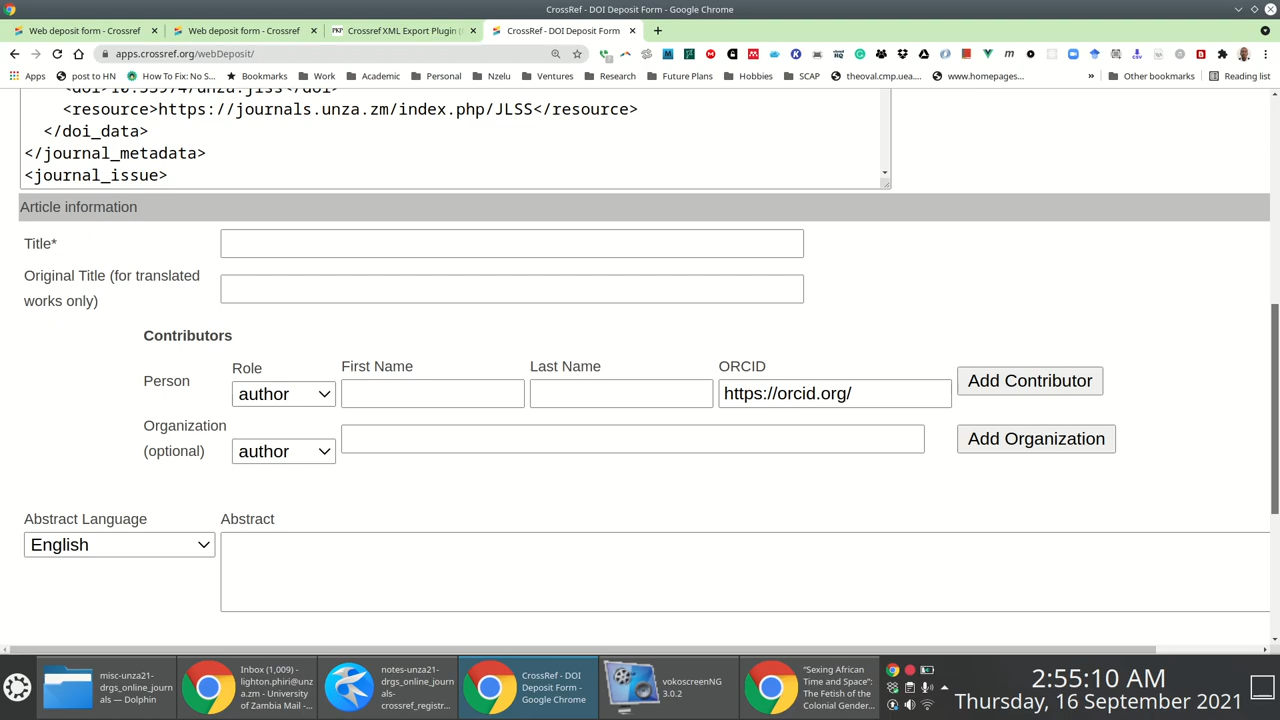 CrossRef - DOI Deposit Form - Google Chrome
Web deposit form - Crossref
Web deposit form - Crossref
PKP Crossref XML Export Plugin (
CrossRef - DOI Deposit Form
apps.crossref.org/webDeposit/
Apps post to HN How To Fix: No S... Bookmarks Work Academic Personal Nzelu Ventures Research Future Plans Hobbies SCAP theoval.cmp.uea.... www.homepages... » Other bookmarks Reading list
<resource>https://journals.unza.zm/index.php/JLSS</resource>
</doi_data>
</journal_metadata>
<journal_issue>
Article information
Title*
Original Title (for translated
works only)
Contributors
Role First Name Last Name ORCID
Person author https://orcid.org/ Add Contributor
Organization
(optional) author Add Organization
Abstract Language Abstract
English
misc-unza21-
drgs_online_journ
als — Dolphin
Inbox (1,009) -
lighton.phiri@unz
a.zm - University
of Zambia Mail -...
notes-unza21-
drgs_online_journ
als-
crossref_registr...
CrossRef - DOI
Deposit Form -
Google Chrome
vokoscreenNG
3.0.2
"Sexing African
Time and Space":
The Fetish of the
Colonial Gender...
2:55:10 AM
Thursday, 16 September 2021